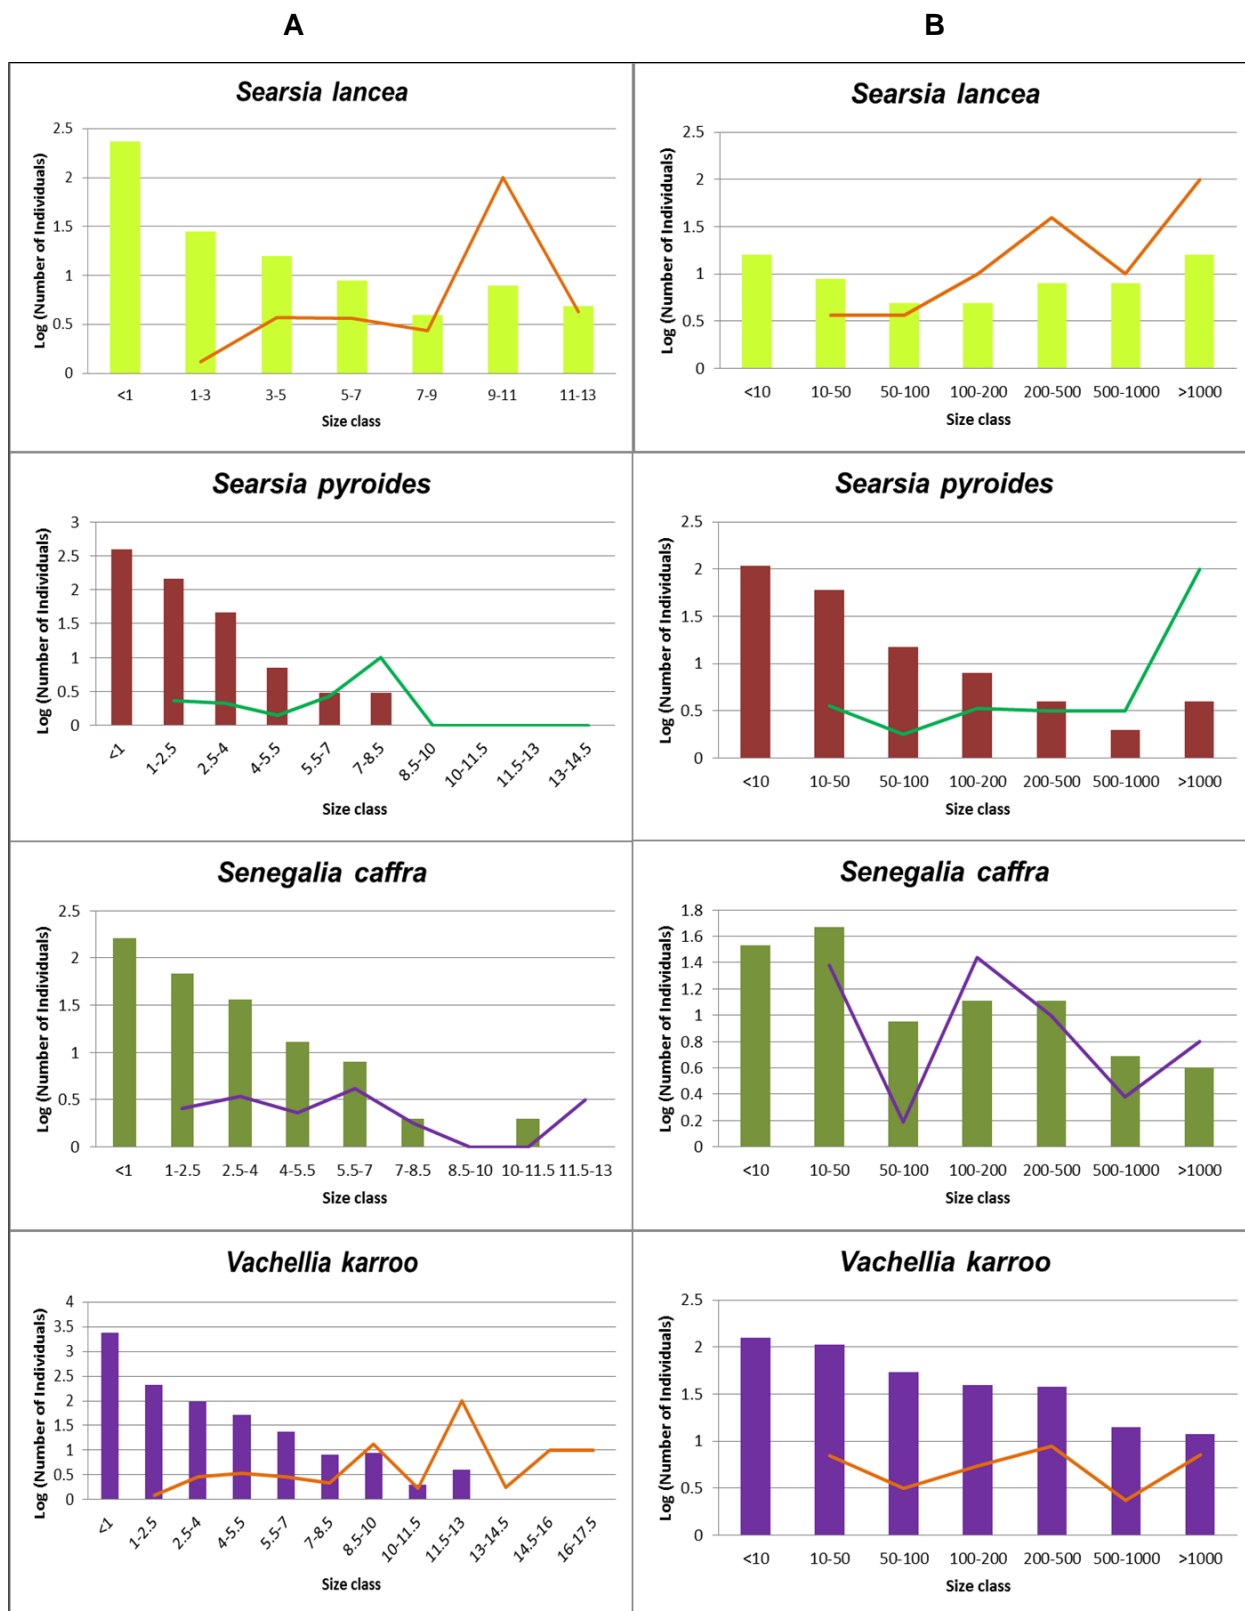 A
B
Searsia lancea
Log (Number of Individuals)
2.5
2
1.5
1
0.5
0
<1 1-3 3-5 5-7 7-9 9-11 11-13
Size class
Searsia lancea
Log (Number of Individuals)
2.5
2
1.5
1
0.5
0
<10 10-50 50-100 100-200 200-500 500-1000 >1000
Size class
Searsia pyroides
Log (Number of Individuals)
3
2.5
2
1.5
1
0.5
0
<1 1-2.5 2.5-4 4-5.5 5.5-7 7-8.5 8.5-10 10-11.5 11.5-13 13-14.5
Size class
Searsia pyroides
Log (Number of Individuals)
2.5
2
1.5
1
0.5
0
<10 10-50 50-100 100-200 200-500 500-1000 >1000
Size class
Senegalia caffra
Log (Number of Individuals)
2.5
2
1.5
1
0.5
0
<1 1-2.5 2.5-4 4-5.5 5.5-7 7-8.5 8.5-10 10-11.5 11.5-13
Size class
Senegalia caffra
Log (Number of Individuals)
1.8
1.6
1.4
1.2
1
0.8
0.6
0.4
0.2
0
<10 10-50 50-100 100-200 200-500 500-1000 >1000
Size class
Vachellia karroo
Log (Number of Individuals)
4
3.5
3
2.5
2
1.5
1
0.5
0
<1 1-2.5 2.5-4 4-5.5 5.5-7 7-8.5 8.5-10 10-11.5 11.5-13 13-14.5 14.5-16 16-17.5
Size class
Vachellia karroo
Log (Number of Individuals)
2.5
2
1.5
1
0.5
0
<10 10-50 50-100 100-200 200-500 500-1000 >1000
Size class